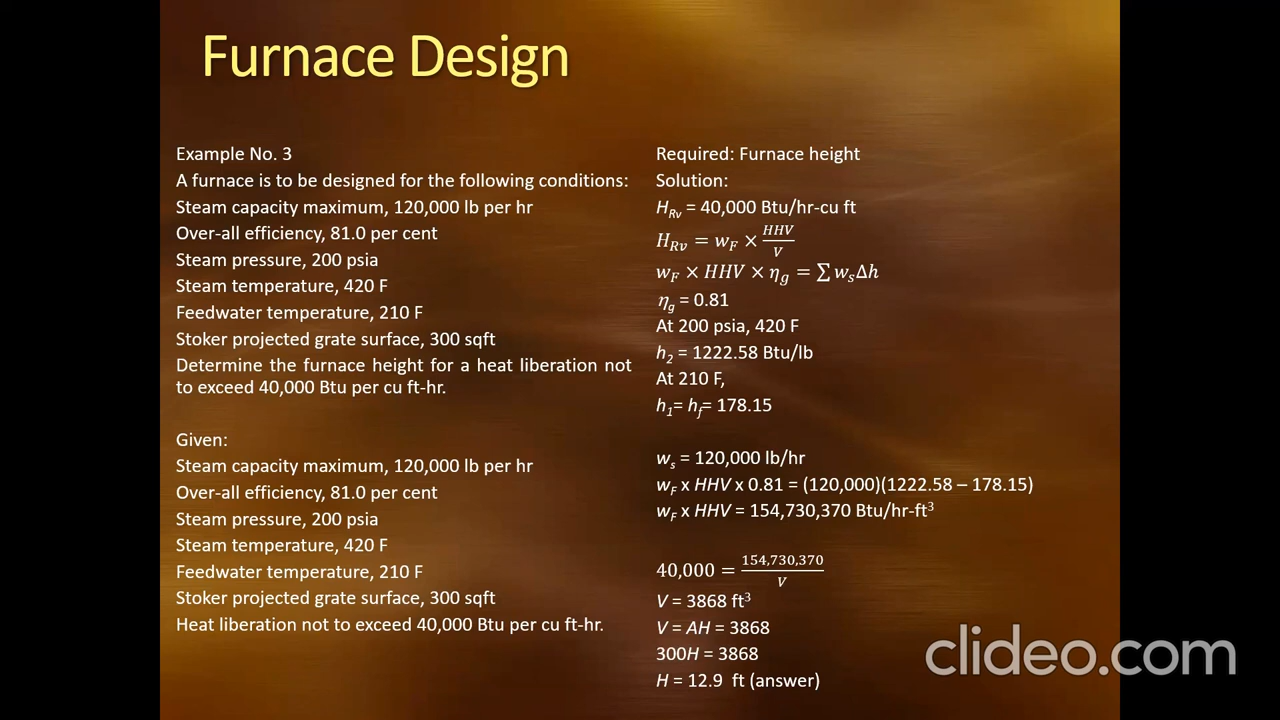 Furnace Design
Example No. 3
A furnace is to be designed for the following conditions:
Steam capacity maximum, 120,000 lb per hr
Over-all efficiency, 81.0 per cent
Steam pressure, 200 psia
Steam temperature, 420 F
Feedwater temperature, 210 F
Stoker projected grate surface, 300 sqft
Determine the furnace height for a heat liberation not
to exceed 40,000 Btu per cu ft-hr.
Given:
Steam capacity maximum, 120,000 lb per hr
Over-all efficiency, 81.0 per cent
Steam pressure, 200 psia
Steam temperature, 420 F
Feedwater temperature, 210 F
Stoker projected grate surface, 300 sqft
Heat liberation not to exceed 40,000 Btu per cu ft-hr.
Required: Furnace height
Solution:
H_Rv = 40,000 Btu/hr-cu ft
H_Rv = w_F × HHV/V
w_F × HHV × η_g = ∑ w_s Δh
η_g = 0.81
At 200 psia, 420 F
h₂ = 1222.58 Btu/lb
At 210 F,
h₁= h_f= 178.15
w_s = 120,000 lb/hr
w_F x HHV x 0.81 = (120,000)(1222.58 – 178.15)
w_F x HHV = 154,730,370 Btu/hr-ft³
40,000 = 154,730,370/V
V = 3868 ft³
V = AH = 3868
300H = 3868
H = 12.9 ft (answer)
clideo.com